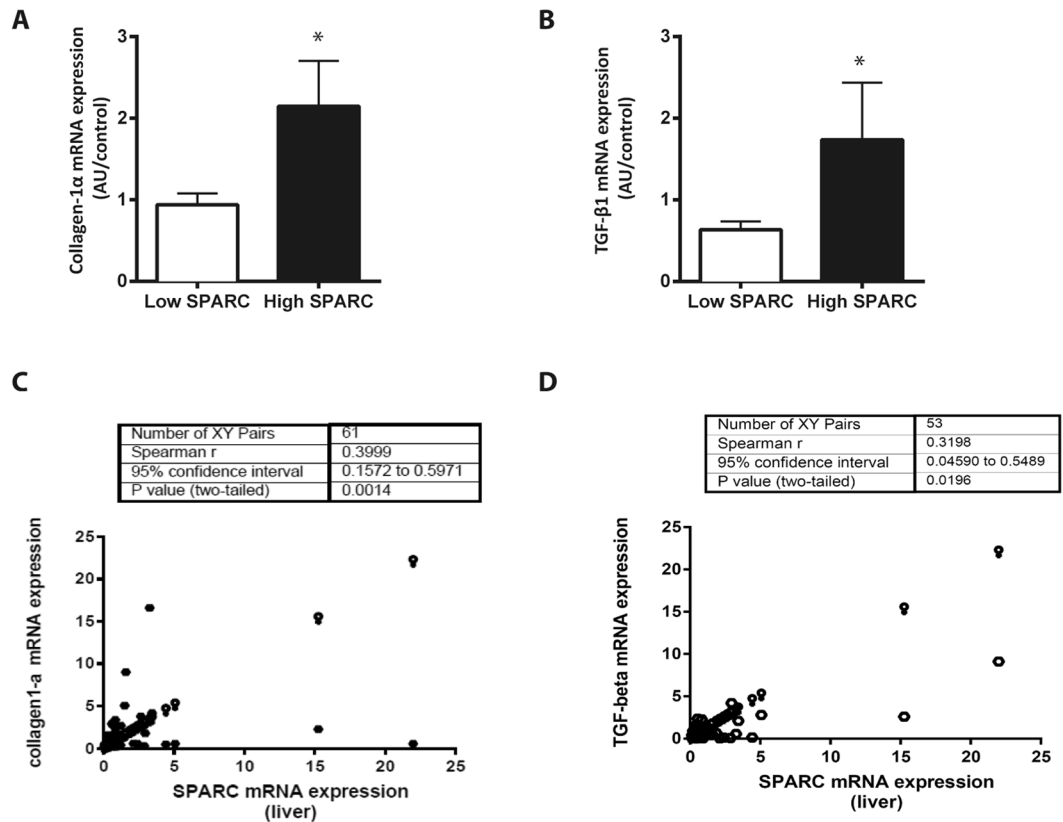 A
Collagen-1α mRNA expression
(AU/control)
3
2
1
0
*
Low SPARC High SPARC
B
TGF-β1 mRNA expression
(AU/control)
3
2
1
0
*
Low SPARC High SPARC
C
Number of XY Pairs 61
Spearman r 0.3999
95% confidence interval 0.1572 to 0.5971
P value (two-tailed) 0.0014
collagen1-a mRNA expression
25
20
15
10
5
0
0 5 10 15 20 25
SPARC mRNA expression
(liver)
D
Number of XY Pairs 53
Spearman r 0.3198
95% confidence interval 0.04590 to 0.5489
P value (two-tailed) 0.0196
TGF-beta mRNA expression
25
20
15
10
5
0
0 5 10 15 20 25
SPARC mRNA expression
(liver)